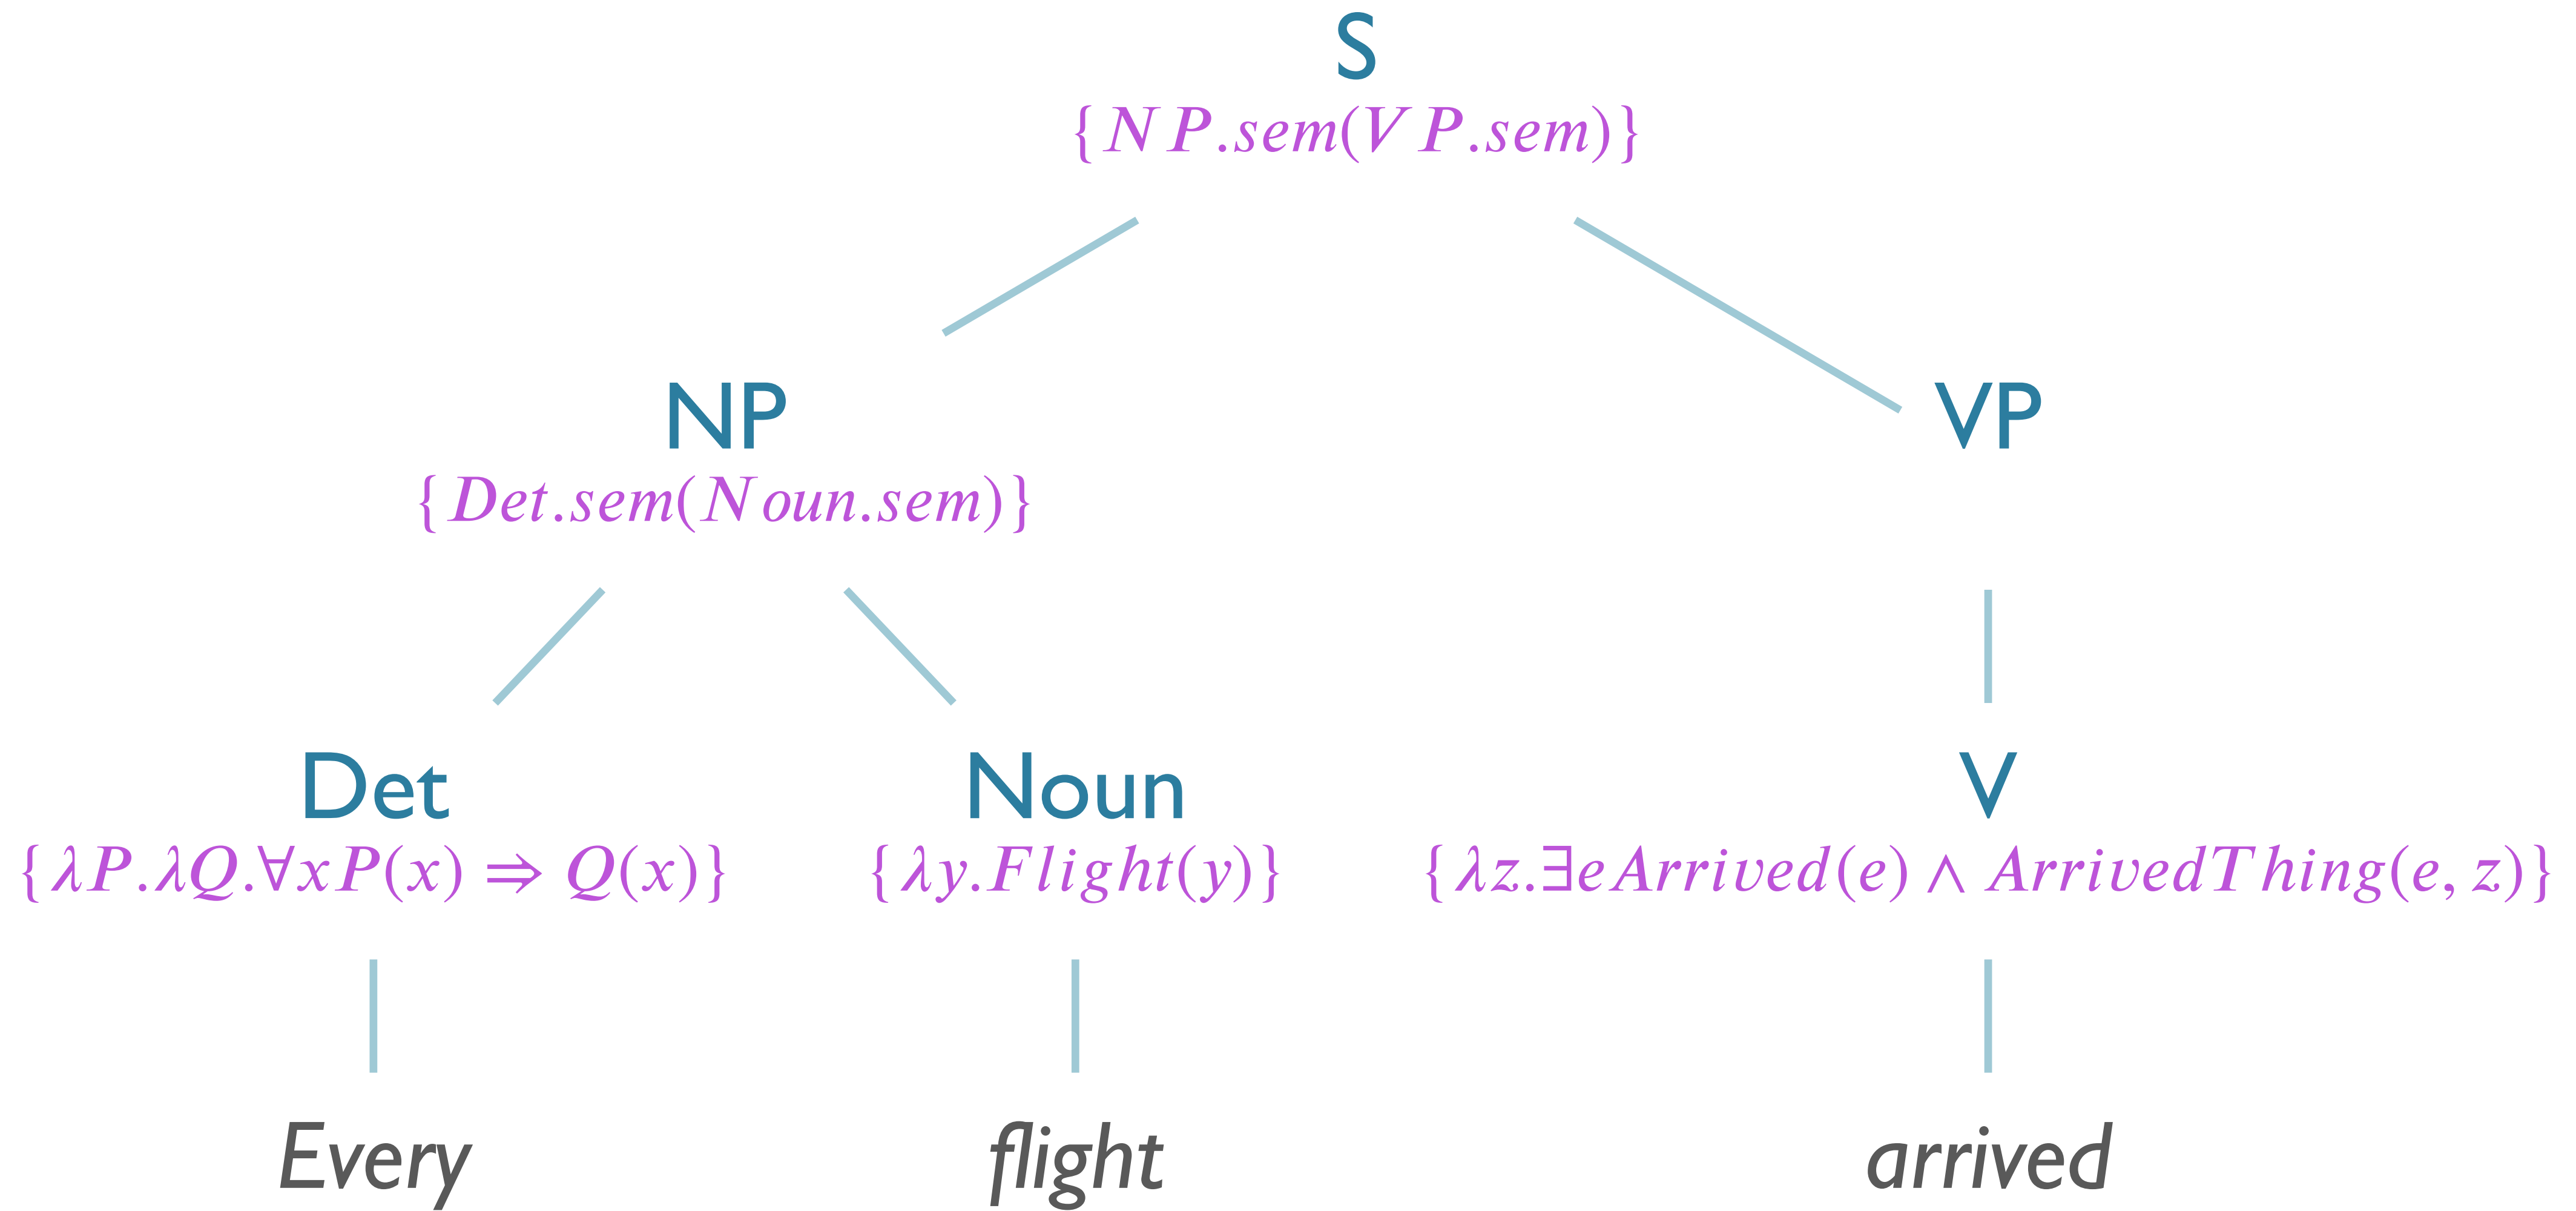 S
{NP.sem(VP.sem)}
NP VP
{Det.sem(Noun.sem)}
Det Noun V
{λP.λQ.∀xP(x) ⇒ Q(x)} {λy.Flight(y)} {λz.∃eArrived(e) ∧ ArrivedThing(e, z)}
Every flight arrived